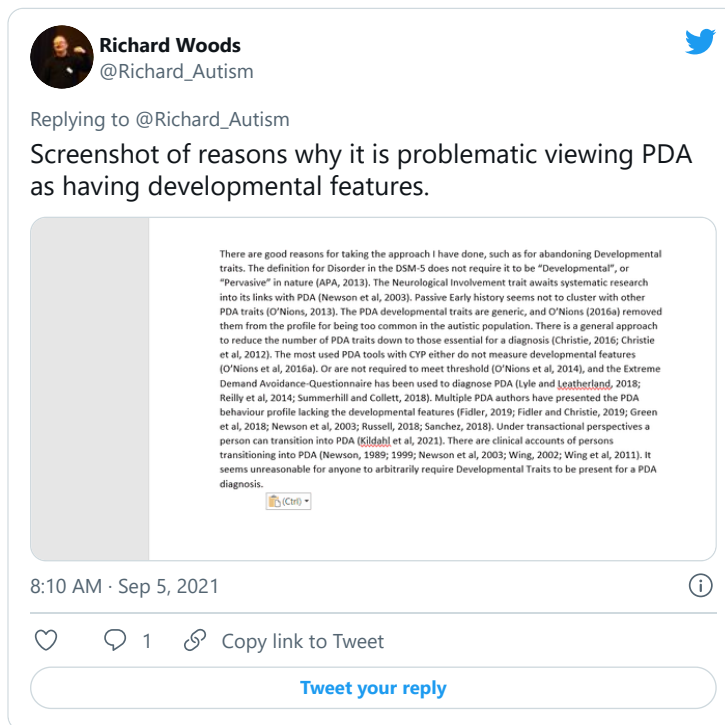 Richard Woods
@Richard_Autism
Replying to @Richard_Autism
Screenshot of reasons why it is problematic viewing PDA
as having developmental features.
There are good reasons for taking the approach I have done, such as for abandoning Developmental
traits. The definition for Disorder in the DSM-5 does not require it to be “Developmental”, or
“Pervasive” in nature (APA, 2013). The Neurological Involvement trait awaits systematic research
into its links with PDA (Newson et al, 2003). Passive Early history seems not to cluster with other
PDA traits (O’Nions, 2013). The PDA developmental traits are generic, and O’Nions (2016a) removed
them from the profile for being too common in the autistic population. There is a general approach
to reduce the number of PDA traits down to those essential for a diagnosis (Christie, 2016; Christie
et al, 2012). The most used PDA tools with CYP either do not measure developmental features
(O’Nions et al, 2016a). Or are not required to meet threshold (O’Nions et al, 2014), and the Extreme
Demand Avoidance-Questionnaire has been used to diagnose PDA (Lyle and Leatherland, 2018;
Reilly et al, 2014; Summerhill and Collett, 2018). Multiple PDA authors have presented the PDA
behaviour profile lacking the developmental features (Fidler, 2019; Fidler and Christie, 2019; Green
et al, 2018; Newson et al, 2003; Russell, 2018; Sanchez, 2018). Under transactional perspectives a
person can transition into PDA (Kildahl et al, 2021). There are clinical accounts of persons
transitioning into PDA (Newson, 1989; 1999; Newson et al, 2003; Wing, 2002; Wing et al, 2011). It
seems unreasonable for anyone to arbitrarily require Developmental Traits to be present for a PDA
diagnosis.
(Ctrl)
8:10 AM · Sep 5, 2021
1 Copy link to Tweet
Tweet your reply